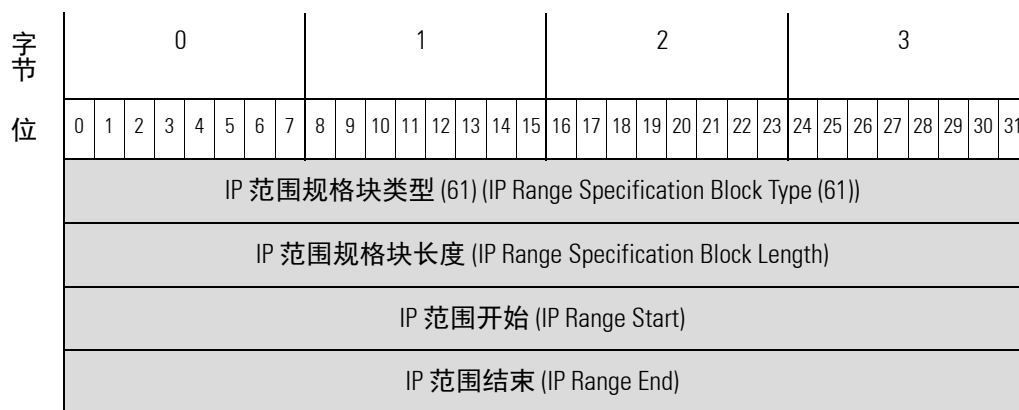 字节 0 1 2 3
位 0 1 2 3 4 5 6 7 8 9 10 11 12 13 14 15 16 17 18 19 20 21 22 23 24 25 26 27 28 29 30 31
IP 范围规格块类型 (61) (IP Range Specification Block Type (61))
IP 范围规格块长度 (IP Range Specification Block Length)
IP 范围开始 (IP Range Start)
IP 范围结束 (IP Range End)